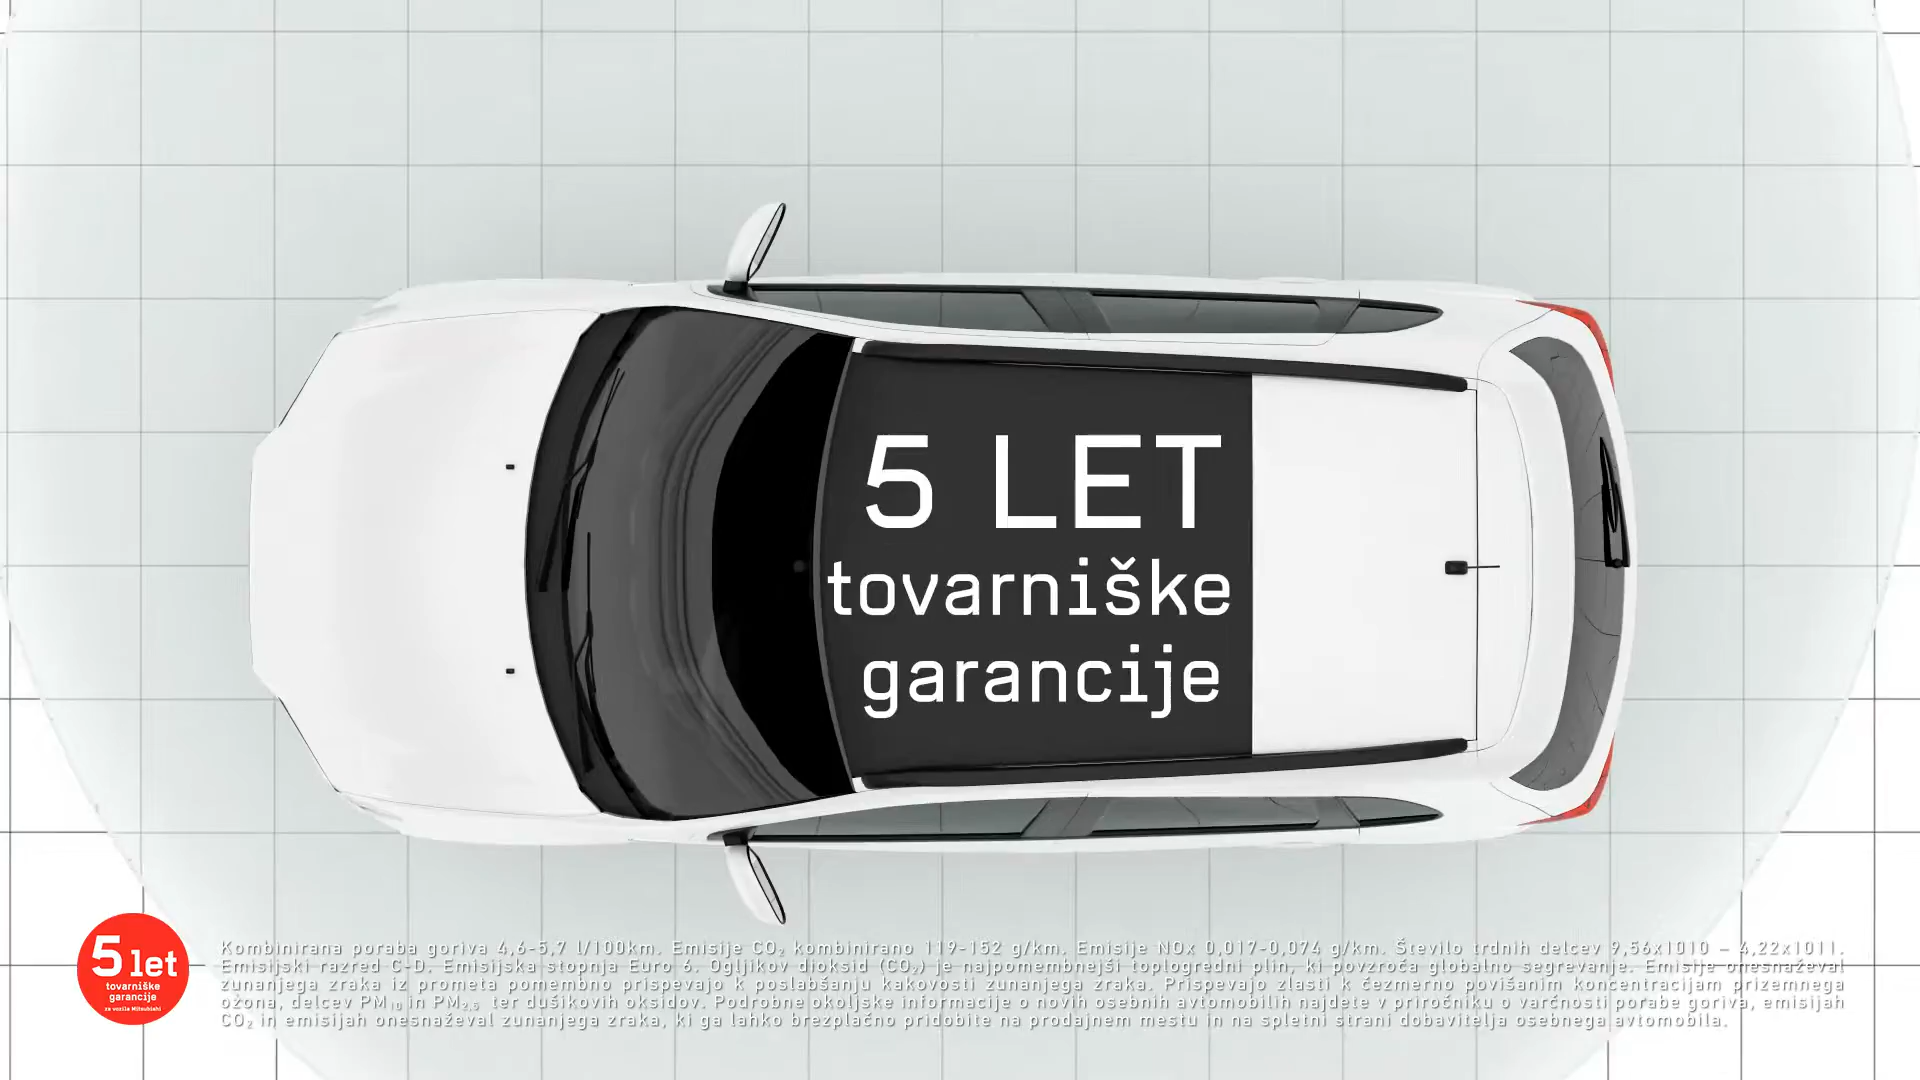 5 LET
tovarniške
garancije
5 let
tovarniške
garancije
za vozila Mitsubishi
Kombinirana poraba goriva 4,6-5,7 l/100km. Emisije CO₂ kombinirano 119-152 g/km. Emisije NOx 0,017-0,074 g/km. Število trdnih delcev 9,56x1010 – 4,22x1011.
Emisijski razred C-D. Emisijska stopnja Euro 6. Ogljikov dioksid (CO₂) je najpomembnejši toplogredni plin, ki povzroča globalno segrevanje. Emisije onesnaževal
zunanjega zraka iz prometa pomembno prispevajo k poslabšanju kakovosti zunanjega zraka. Prispevajo zlasti k čezmerno povišanim koncentracijam prizemnega
ozona, delcev PM₁₀ in PM₂,₅ ter dušikovih oksidov. Podrobne okoljske informacije o novih osebnih avtomobilih najdete v priročniku o varčnosti porabe goriva, emisijah
CO₂ in emisijah onesnaževal zunanjega zraka, ki ga lahko brezplačno pridobite na prodajnem mestu in na spletni strani dobavitelja osebnega avtomobila.